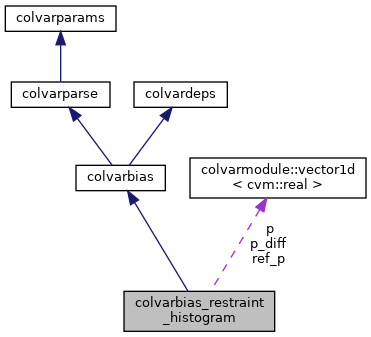 colvarparams
colvarparse
colvardeps
colvarbias
colvarmodule::vector1d
< cvm::real >
p
p_diff
ref_p
colvarbias_restraint
_histogram